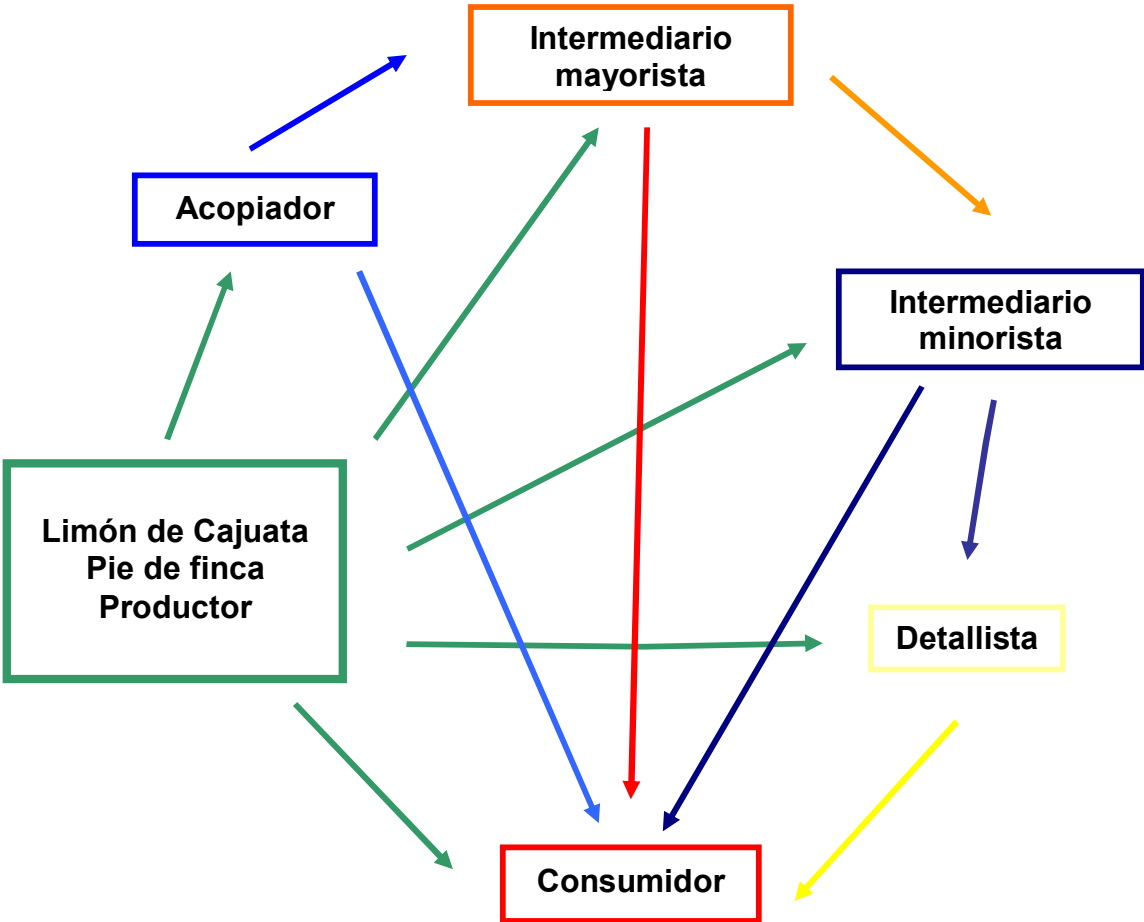 Intermediario
mayorista
Acopiador
Intermediario
minorista
Limón de Cajuata
Pie de finca
Productor
Detallista
Consumidor